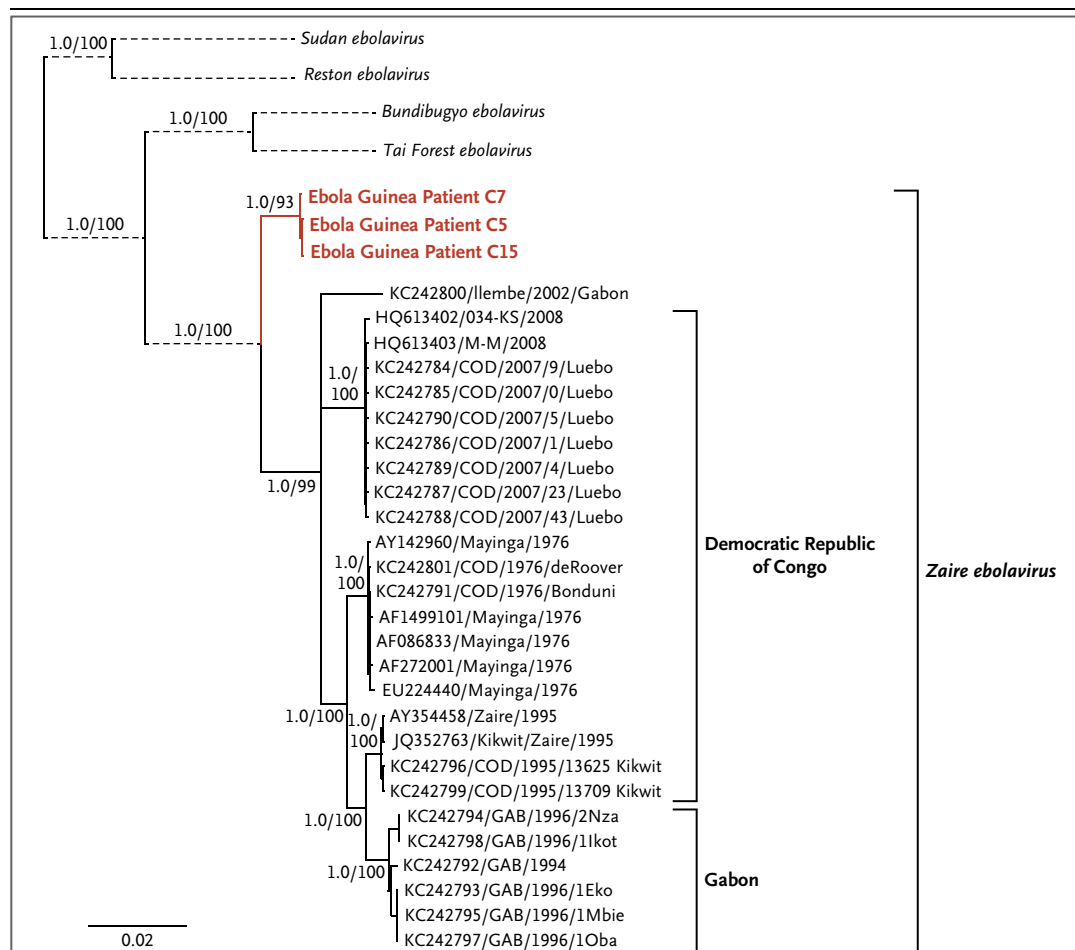 1.0/100
Sudan ebolavirus
Reston ebolavirus
1.0/100
Bundibugyo ebolavirus
Tai Forest ebolavirus
1.0/93
Ebola Guinea Patient C7
Ebola Guinea Patient C5
Ebola Guinea Patient C15
1.0/100
1.0/100
KC242800/llembe/2002/Gabon
HQ613402/034-KS/2008
HQ613403/M-M/2008
1.0/
100
KC242784/COD/2007/9/Luebo
KC242785/COD/2007/0/Luebo
KC242790/COD/2007/5/Luebo
KC242786/COD/2007/1/Luebo
KC242789/COD/2007/4/Luebo
KC242787/COD/2007/23/Luebo
KC242788/COD/2007/43/Luebo
1.0/99
AY142960/Mayinga/1976
1.0/
100
KC242801/COD/1976/deRoover
KC242791/COD/1976/Bonduni
AF1499101/Mayinga/1976
AF086833/Mayinga/1976
AF272001/Mayinga/1976
EU224440/Mayinga/1976
Democratic Republic
of Congo
Zaire ebolavirus
1.0/100
1.0/
100
AY354458/Zaire/1995
JQ352763/Kikwit/Zaire/1995
KC242796/COD/1995/13625 Kikwit
KC242799/COD/1995/13709 Kikwit
1.0/100
KC242794/GAB/1996/2Nza
KC242798/GAB/1996/1Ikot
1.0/100
KC242792/GAB/1994
KC242793/GAB/1996/1Eko
KC242795/GAB/1996/1Mbie
KC242797/GAB/1996/1Oba
Gabon
0.02